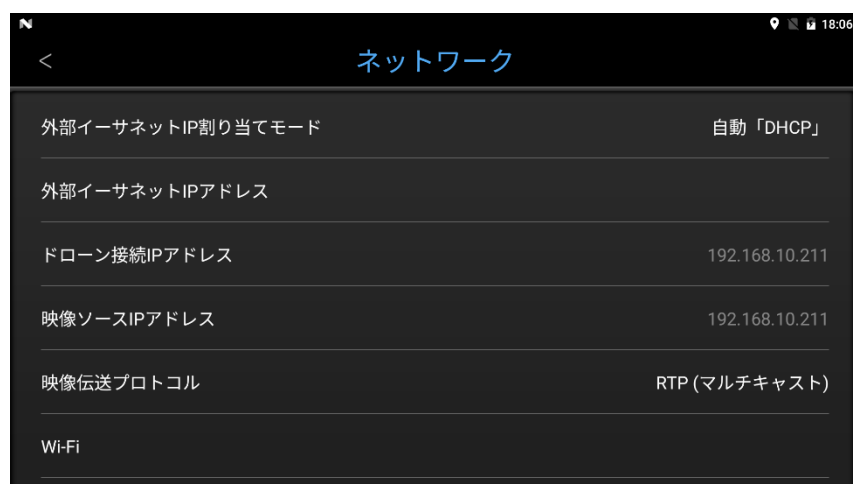 18:06
<
ネットワーク
外部イーサネットIP割り当てモード
自動「DHCP」
外部イーサネットIPアドレス
ドローン接続IPアドレス
192.168.10.211
映像ソースIPアドレス
192.168.10.211
映像伝送プロトコル
RTP (マルチキャスト)
Wi-Fi